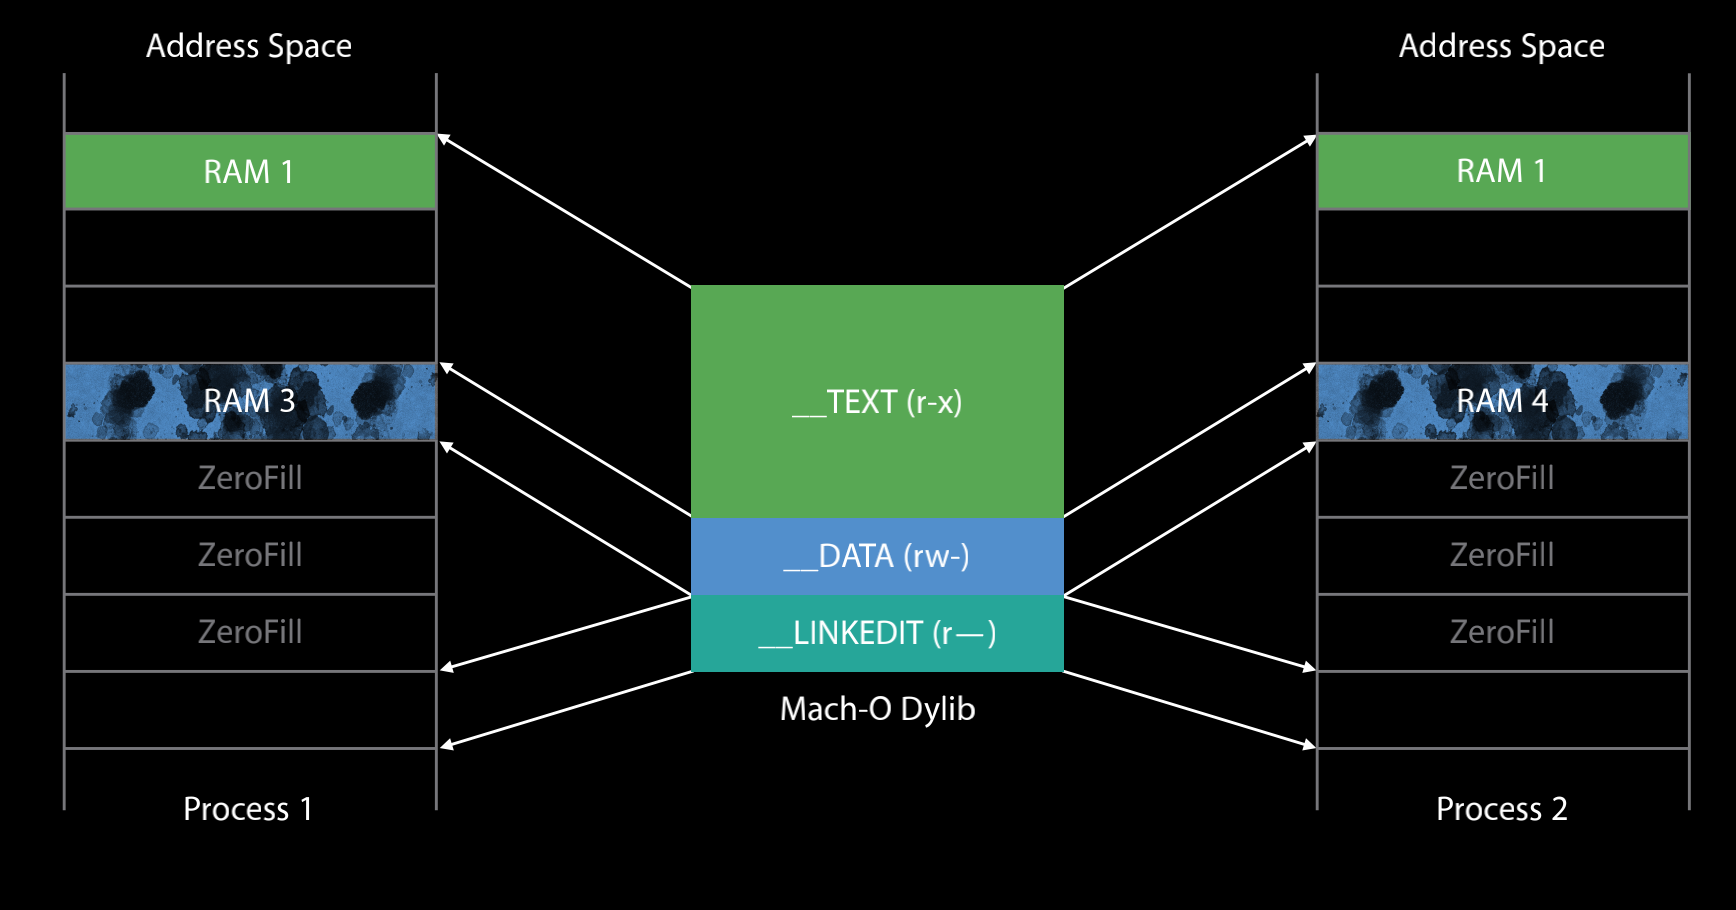 Address Space
RAM 1
RAM 3
ZeroFill
ZeroFill
ZeroFill
Process 1
__TEXT (r-x)
__DATA (rw-)
__LINKEDIT (r—)
Mach-O Dylib
Address Space
RAM 1
RAM 4
ZeroFill
ZeroFill
ZeroFill
Process 2